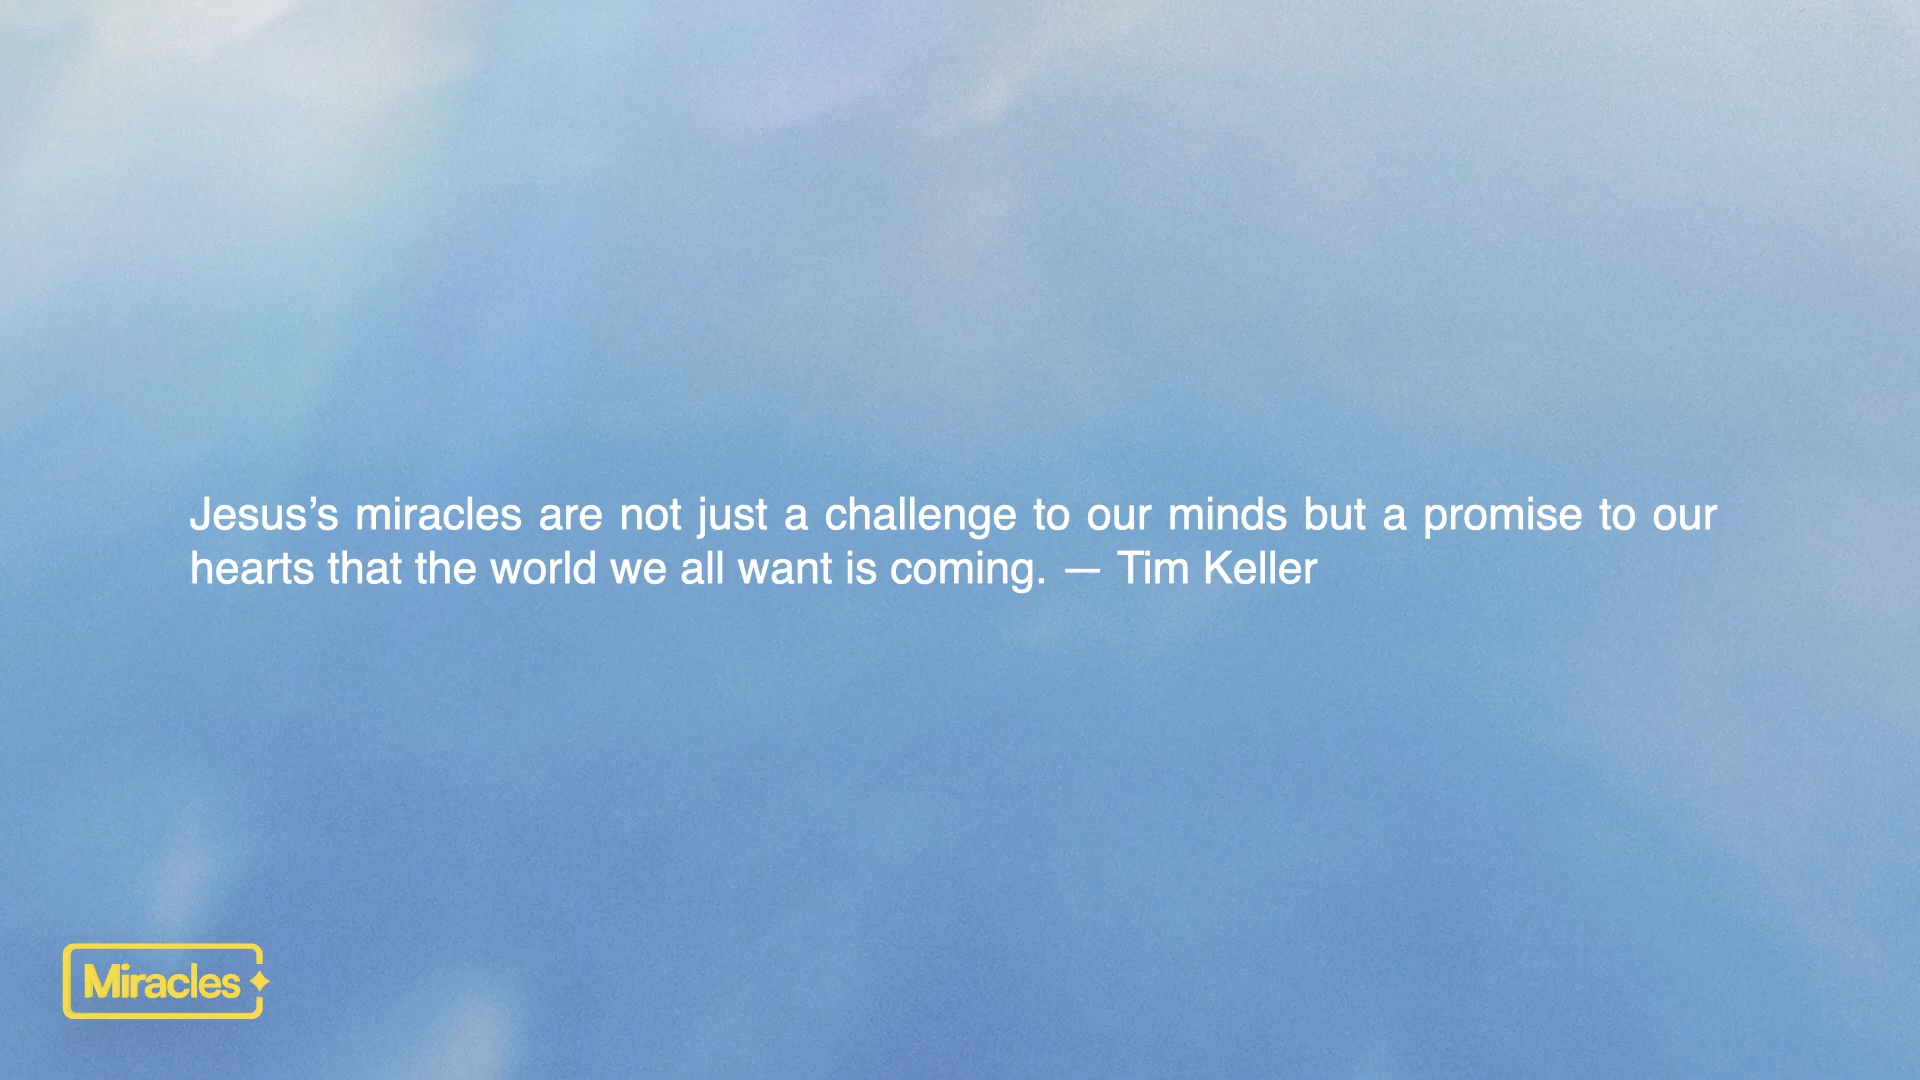 Jesus’s miracles are not just a challenge to our minds but a promise to our
hearts that the world we all want is coming. — Tim Keller
Miracles